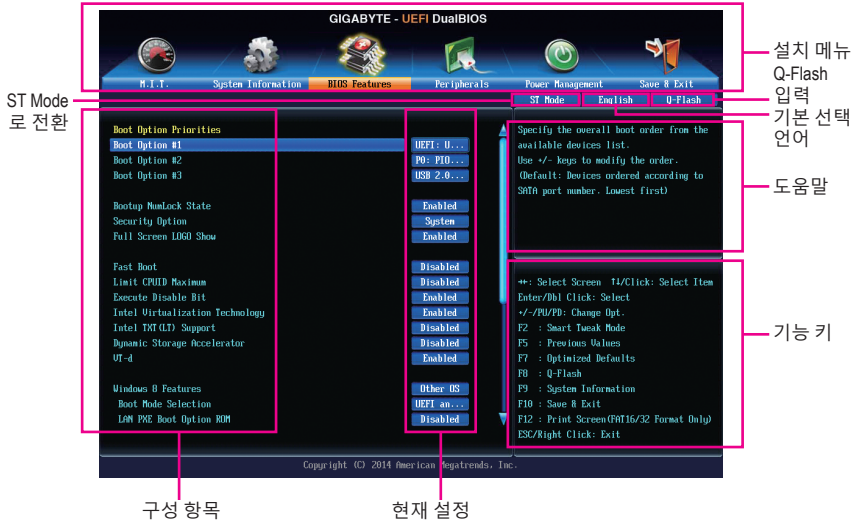 GIGABYTE - UEFI DualBIOS
M.I.T.
System Information
BIOS Features
Peripherals
Power Management
Save & Exit
설치 메뉴
ST Mode
English
Q-Flash
Q-Flash
입력
ST Mode
로 전환
기본 선택
언어
Boot Option Priorities
Boot Option #1 UEFI: U...
Boot Option #2 P0: PIO...
Boot Option #3 USB 2.0...
Bootup NumLock State Enabled
Security Option System
Full Screen LOGO Show Enabled
Fast Boot Disabled
Limit CPUID Maximum Disabled
Execute Disable Bit Enabled
Intel Virtualization Technology Enabled
Intel TXT(LT) Support Disabled
Dynamic Storage Accelerator Disabled
VT-d Enabled
Windows 8 Features Other OS
Boot Mode Selection UEFI an...
LAN PXE Boot Option ROM Disabled
Specify the overall boot order from the
available devices list.
Use +/- keys to modify the order.
(Default: Devices ordered according to
SATA port number. Lowest first)
도움말
→←: Select Screen ↑↓/Click: Select Item
Enter/Dbl Click: Select
+/-/PU/PD: Change Opt.
F2 : Smart Tweak Mode
F5 : Previous Values
F7 : Optimized Defaults
F8 : Q-Flash
F9 : System Information
F10 : Save & Exit
F12 : Print Screen(FAT16/32 Format Only)
ESC/Right Click: Exit
기능 키
Copyright (C) 2014 American Megatrends, Inc.
구성 항목
현재 설정